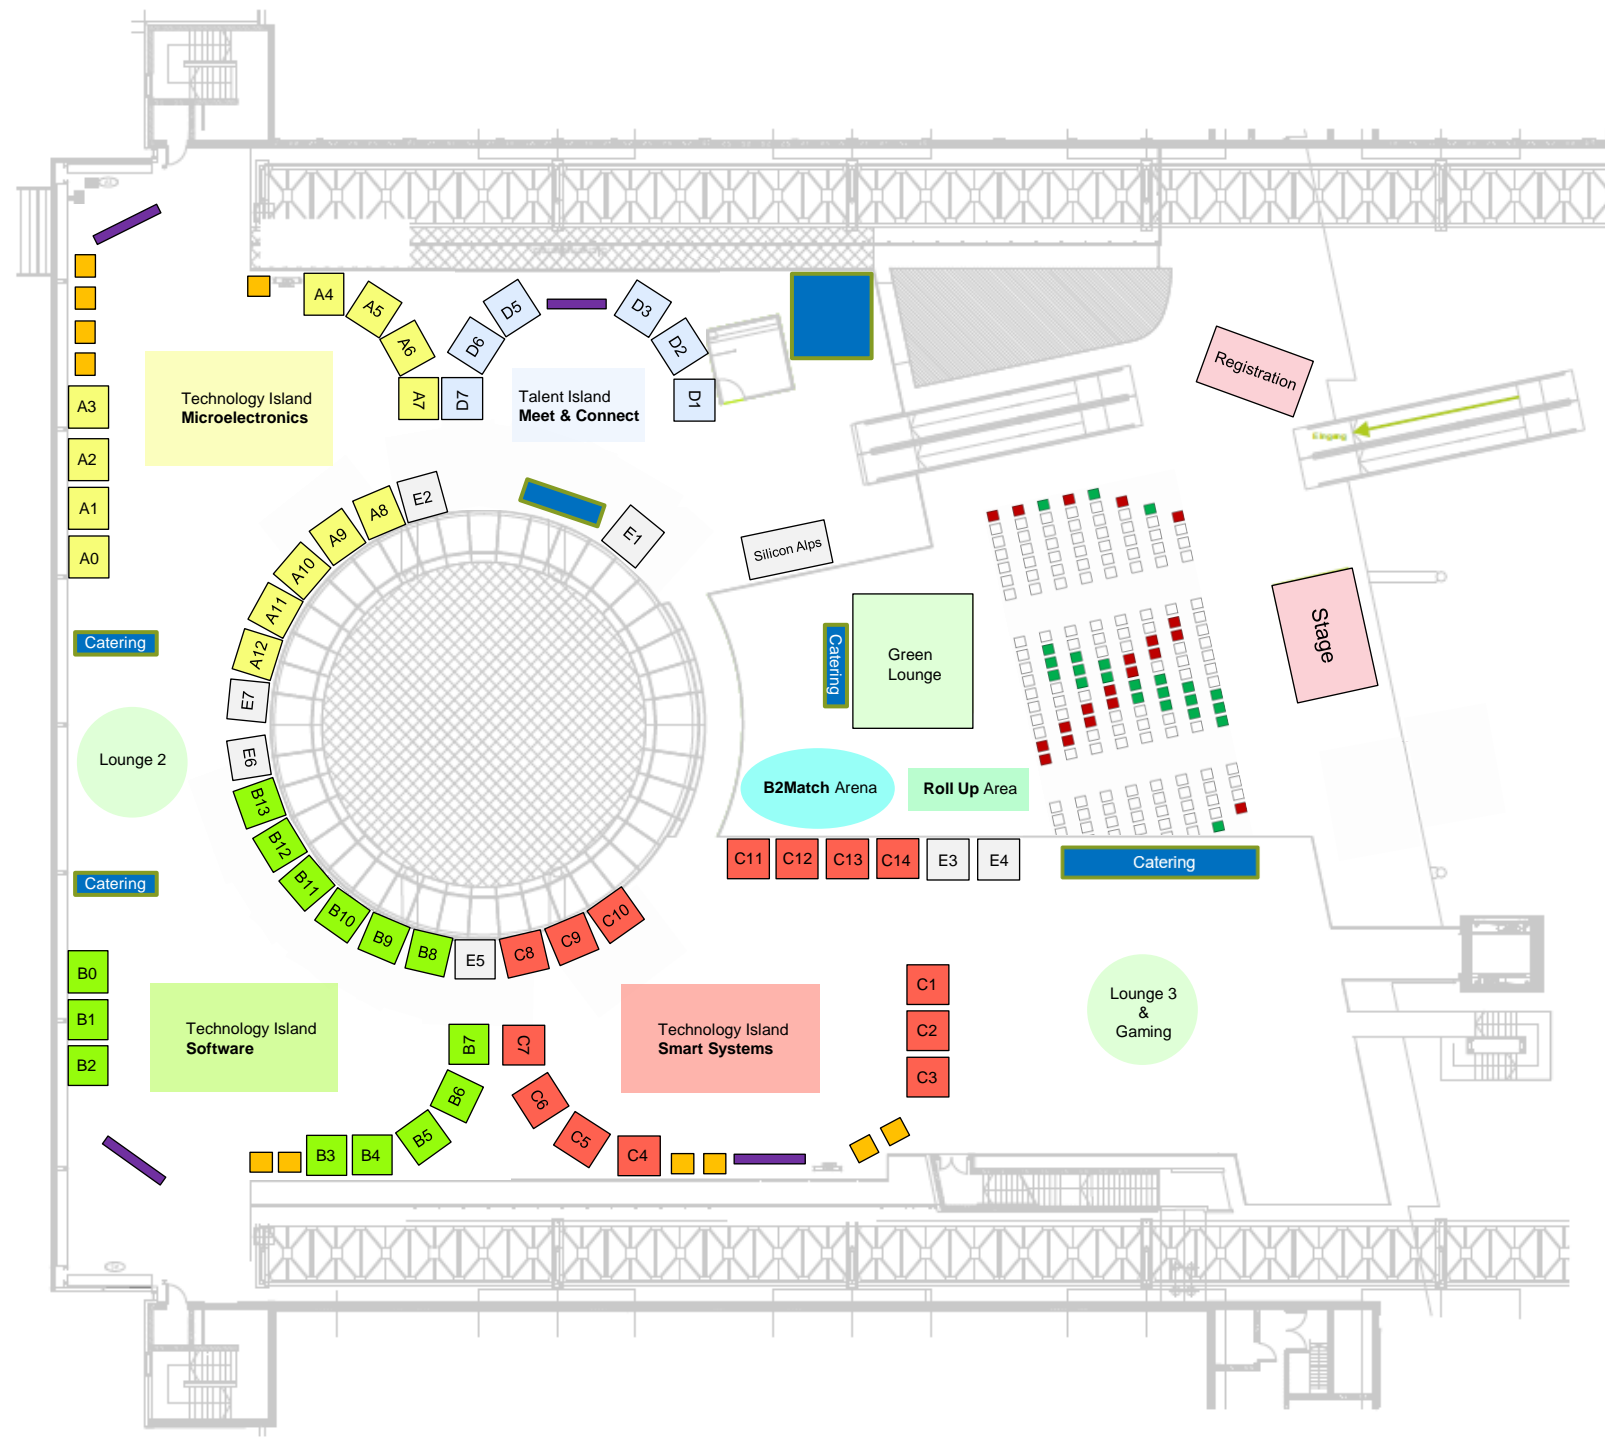 A4
A5
A6
A7
D7
D6
D5
D3
D2
D1
Registration
Eingang
Technology Island
Microelectronics
Talent Island
Meet & Connect
A3
A2
A1
A0
E2
A8
A9
A10
A11
A12
E7
E1
Silicon Alps
Stage
Catering
Catering
Green
Lounge
Lounge 2
E6
B13
B12
B11
B10
B9
B8
E5
C8
C9
C10
B2Match Arena
Roll Up Area
C11
C12
C13
C14
E3
E4
Catering
Catering
B0
B1
B2
Technology Island
Software
B7
B6
B5
B4
B3
C7
C6
C5
C4
Technology Island
Smart Systems
C1
C2
C3
Lounge 3
&
Gaming